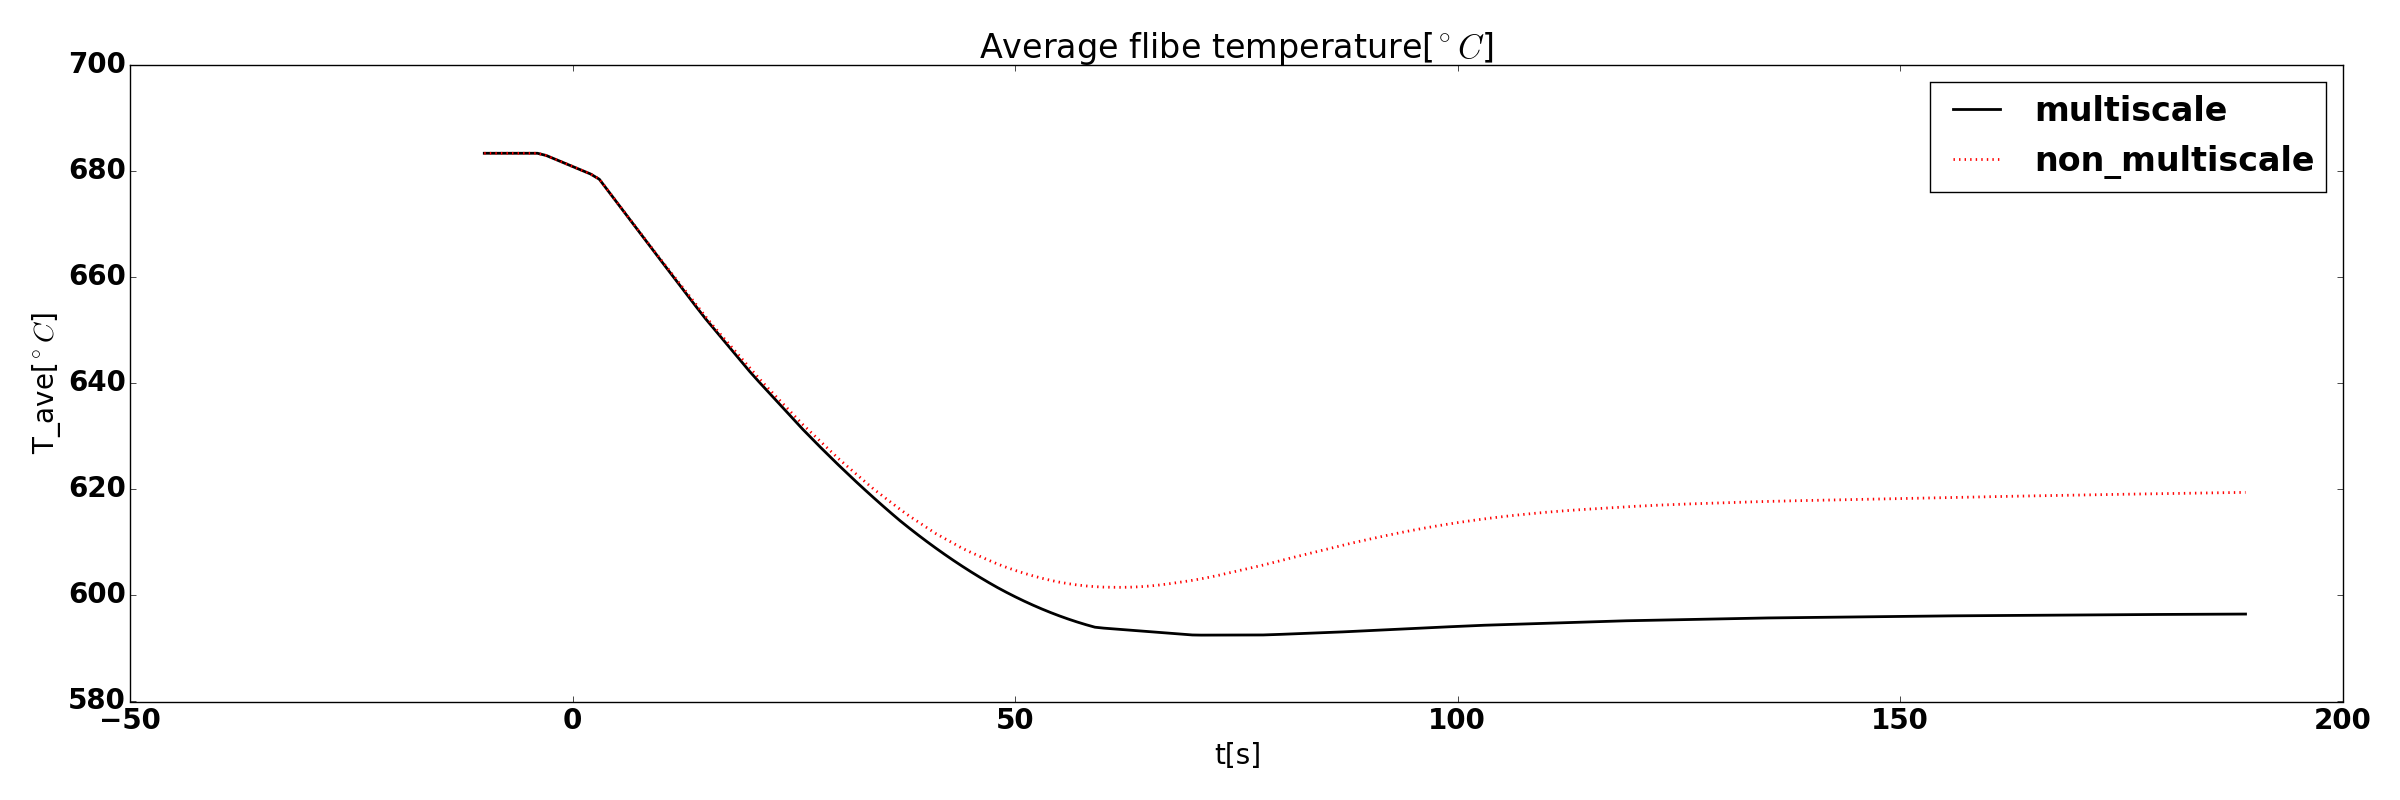 Average flibe temperature[°C]
multiscale
non_multiscale
T_ave[°C]
700
680
660
640
620
600
580
−50 0 50 100 150 200
t[s]